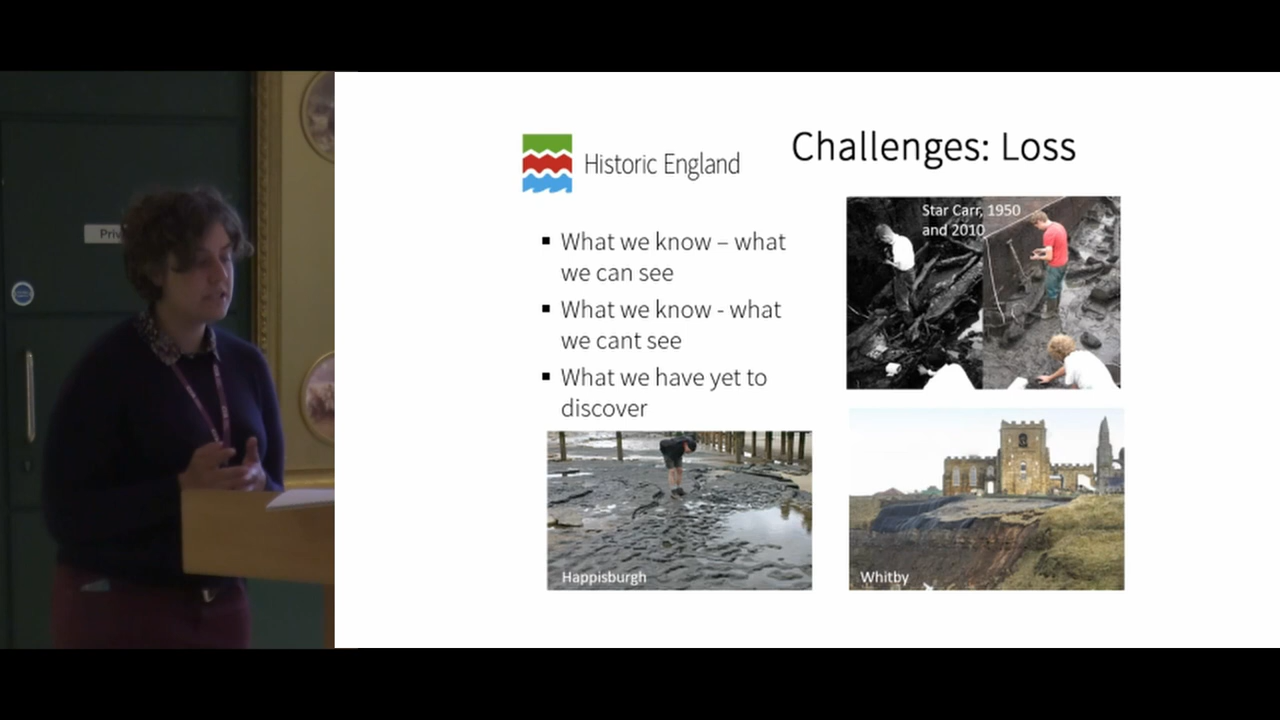 Challenges: Loss
Historic England
What we know – what
we can see
What we know - what
we cant see
What we have yet to
discover
Star Carr, 1950
and 2010
Happisburgh
Whitby